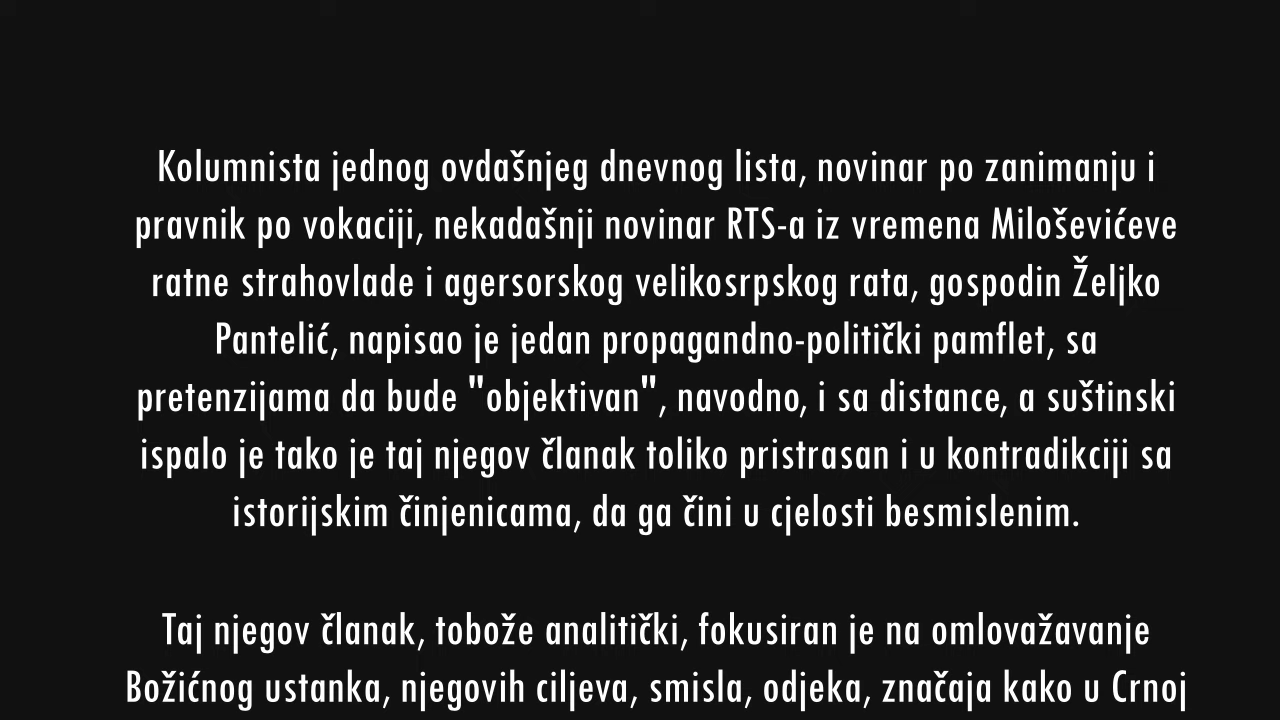 Kolumnista jednog ovdašnjeg dnevnog lista, novinar po zanimanju i
pravnik po vokaciji, nekadašnji novinar RTS-a iz vremena Miloševićeve
ratne strahovlade i agersorskog velikosrpskog rata, gospodin Željko
Pantelić, napisao je jedan propagandno-politički pamflet, sa
pretenzijama da bude "objektivan", navodno, i sa distance, a suštinski
ispalo je tako je taj njegov članak toliko pristrasan i u kontradikciji sa
istorijskim činjenicama, da ga čini u cjelosti besmislenim.
Taj njegov članak, tobože analitički, fokusiran je na omlovažavanje
Božićnog ustanka, njegovih ciljeva, smisla, odjeka, značaja kako u Crnoj